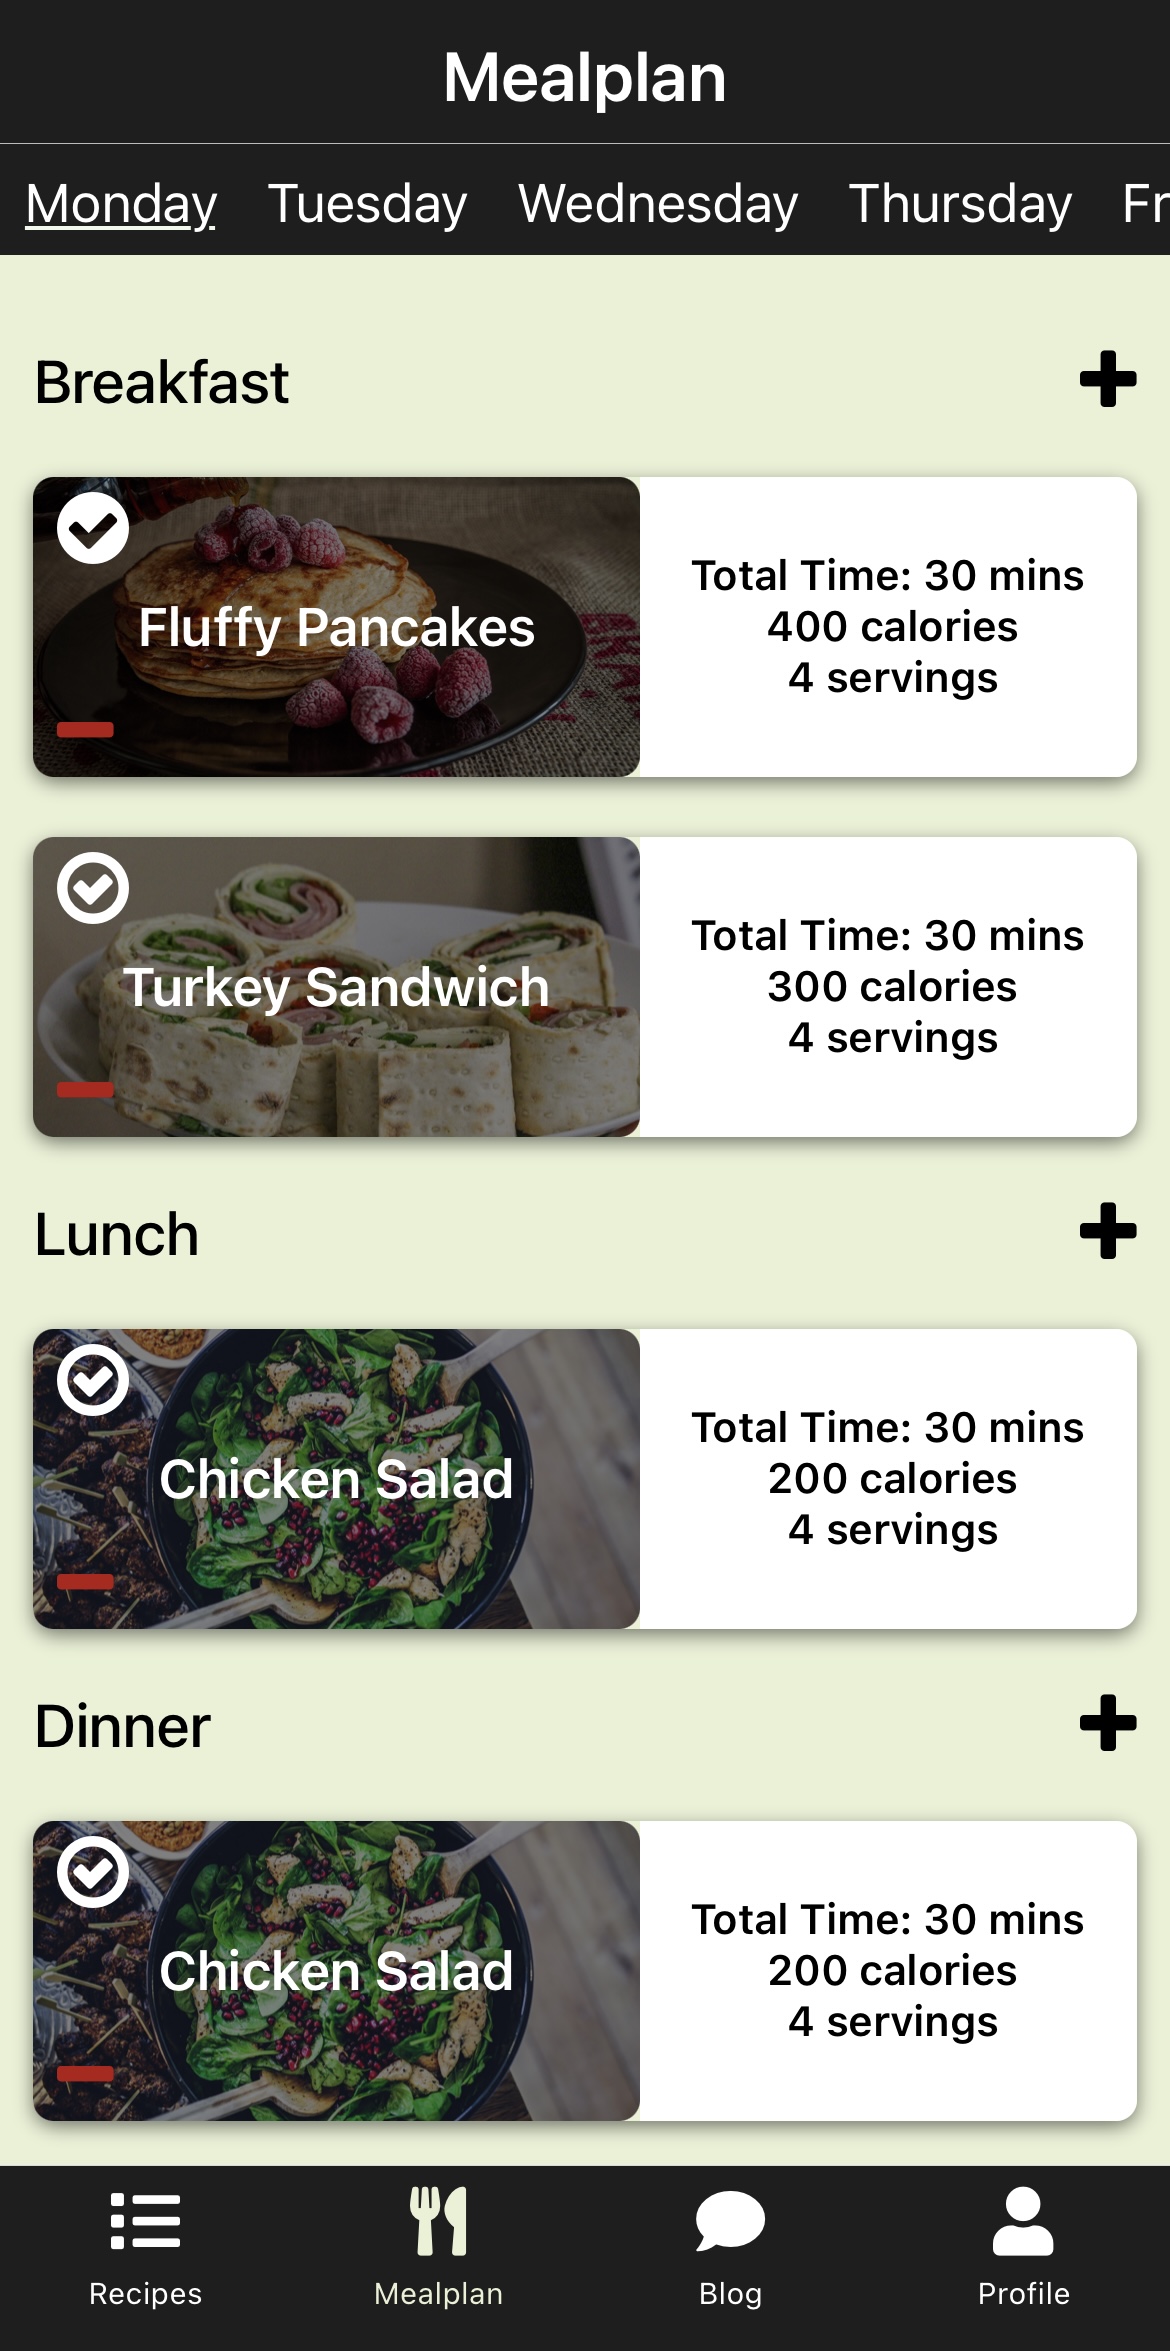 Mealplan
Monday Tuesday Wednesday Thursday Fr
Breakfast
Fluffy Pancakes
Total Time: 30 mins
400 calories
4 servings
Turkey Sandwich
Total Time: 30 mins
300 calories
4 servings
Lunch
Chicken Salad
Total Time: 30 mins
200 calories
4 servings
Dinner
Chicken Salad
Total Time: 30 mins
200 calories
4 servings
Recipes Mealplan Blog Profile